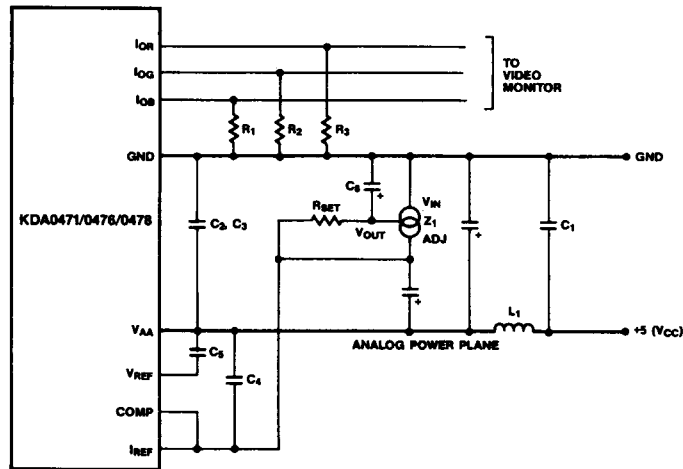 IOR
IOG
IOB
TO
VIDEO
MONITOR
R1
R2
R3
GND
GND
KDA0471/0476/0478
C2, C3
C6
+
RSET
VOUT
VIN
Z1
ADJ
+
+
C1
L1
VAA
ANALOG POWER PLANE
+5 (VCC)
C5
VREF
C4
COMP
IREF